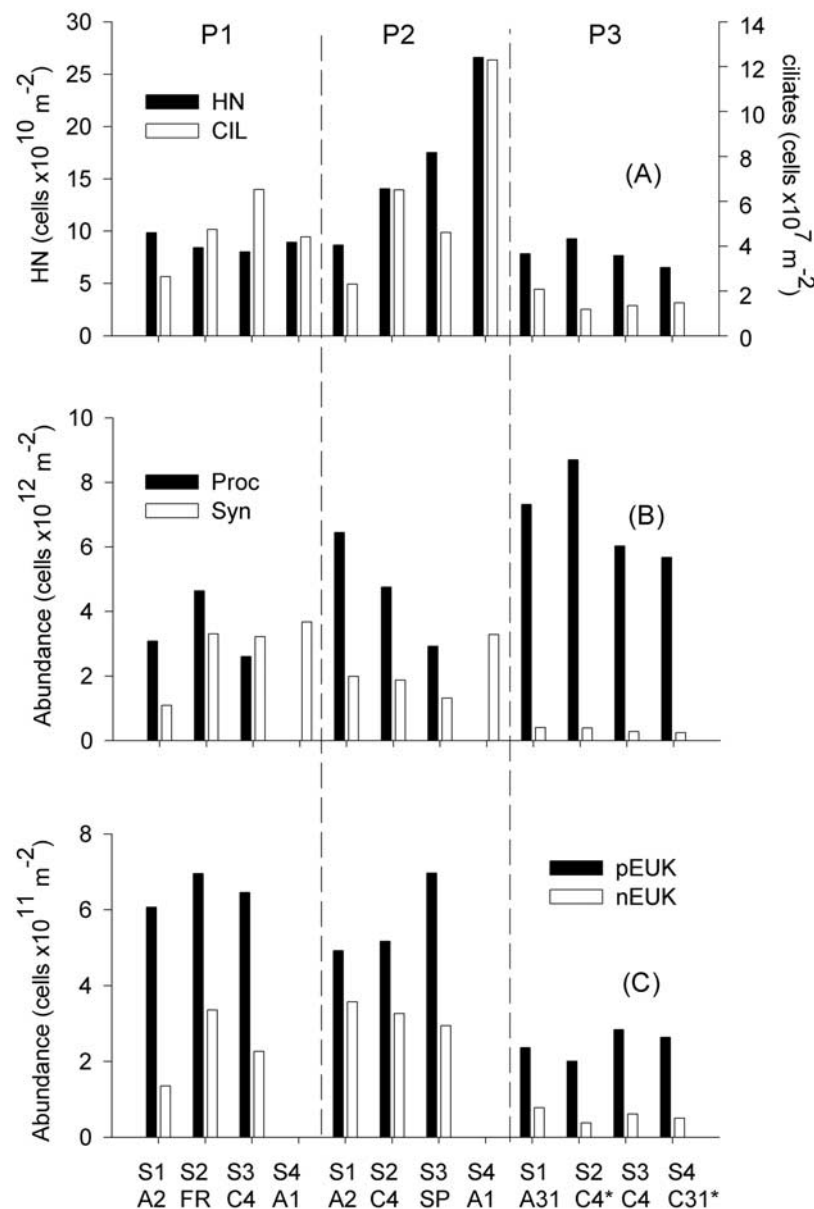 P1 P2 P3
30
25
20
15
10
5
0
HN (cells x10^10 m^-2)
HN
CIL
(A)
14
12
10
8
6
4
2
0
ciliates (cells x10^7 m^-2)
10
8
6
4
2
0
Abundance (cells x10^12 m^-2)
Proc
Syn
(B)
8
6
4
2
0
Abundance (cells x10^11 m^-2)
pEUK
nEUK
(C)
S1 S2 S3 S4 S1 S2 S3 S4 S1 S2 S3 S4
A2 FR C4 A1 A2 C4 SP A1 A31 C4* C4 C31*